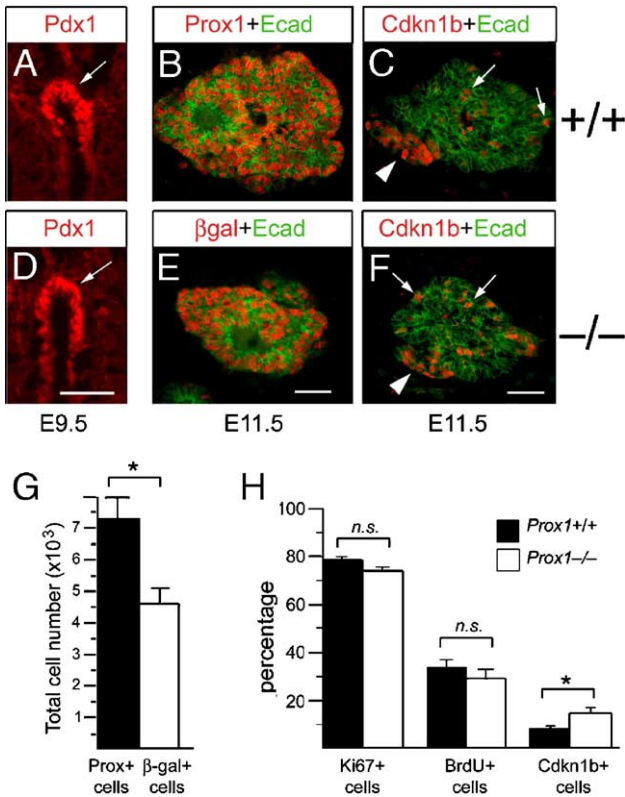 Pdx1
Prox1+Ecad
Cdkn1b+Ecad
A
B
C
+/+
Pdx1
βgal+Ecad
Cdkn1b+Ecad
D
E
F
–/–
E9.5
E11.5
E11.5
G
*
Total cell number (x10³)
7
6
5
4
3
2
1
Prox+ β-gal+
cells cells
H
percentage
100
80
60
40
20
n.s.
n.s.
*
Prox1+/+
Prox1–/–
Ki67+ BrdU+ Cdkn1b+
cells cells cells